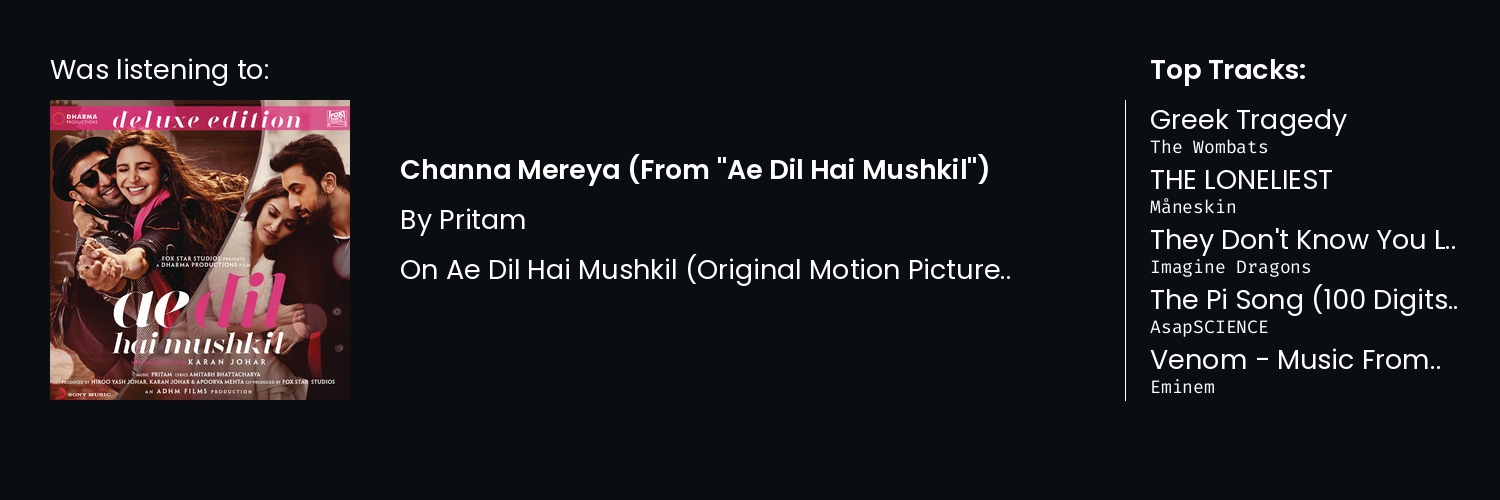 Was listening to:
DHARMA
PRODUCTIONS
deluxe edition
FOX STAR STUDIOS PRESENTS
A DHARMA PRODUCTIONS FILM
ae dil
hai mushkil
KARAN JOHAR
MUSIC PRITAM LYRICS AMITABH BHATTACHARYA
PRODUCED BY HIROO YASH JOHAR, KARAN JOHAR & APOORVA MEHTA CO-PRODUCED BY FOX STAR STUDIOS
AN ADHM FILMS PRODUCTION
SONY MUSIC
Channa Mereya (From "Ae Dil Hai Mushkil")
By Pritam
On Ae Dil Hai Mushkil (Original Motion Picture..
Top Tracks:
Greek Tragedy
The Wombats
THE LONELIEST
Måneskin
They Don't Know You L..
Imagine Dragons
The Pi Song (100 Digits..
AsapSCIENCE
Venom - Music From..
Eminem